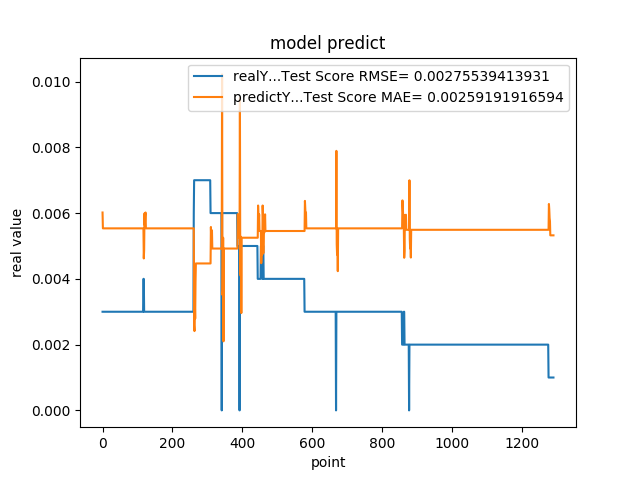 model predict
realY...Test Score RMSE= 0.00275539413931
predictY...Test Score MAE= 0.00259191916594
0.010
0.008
0.006
0.004
0.002
0.000
real value
0 200 400 600 800 1000 1200
point